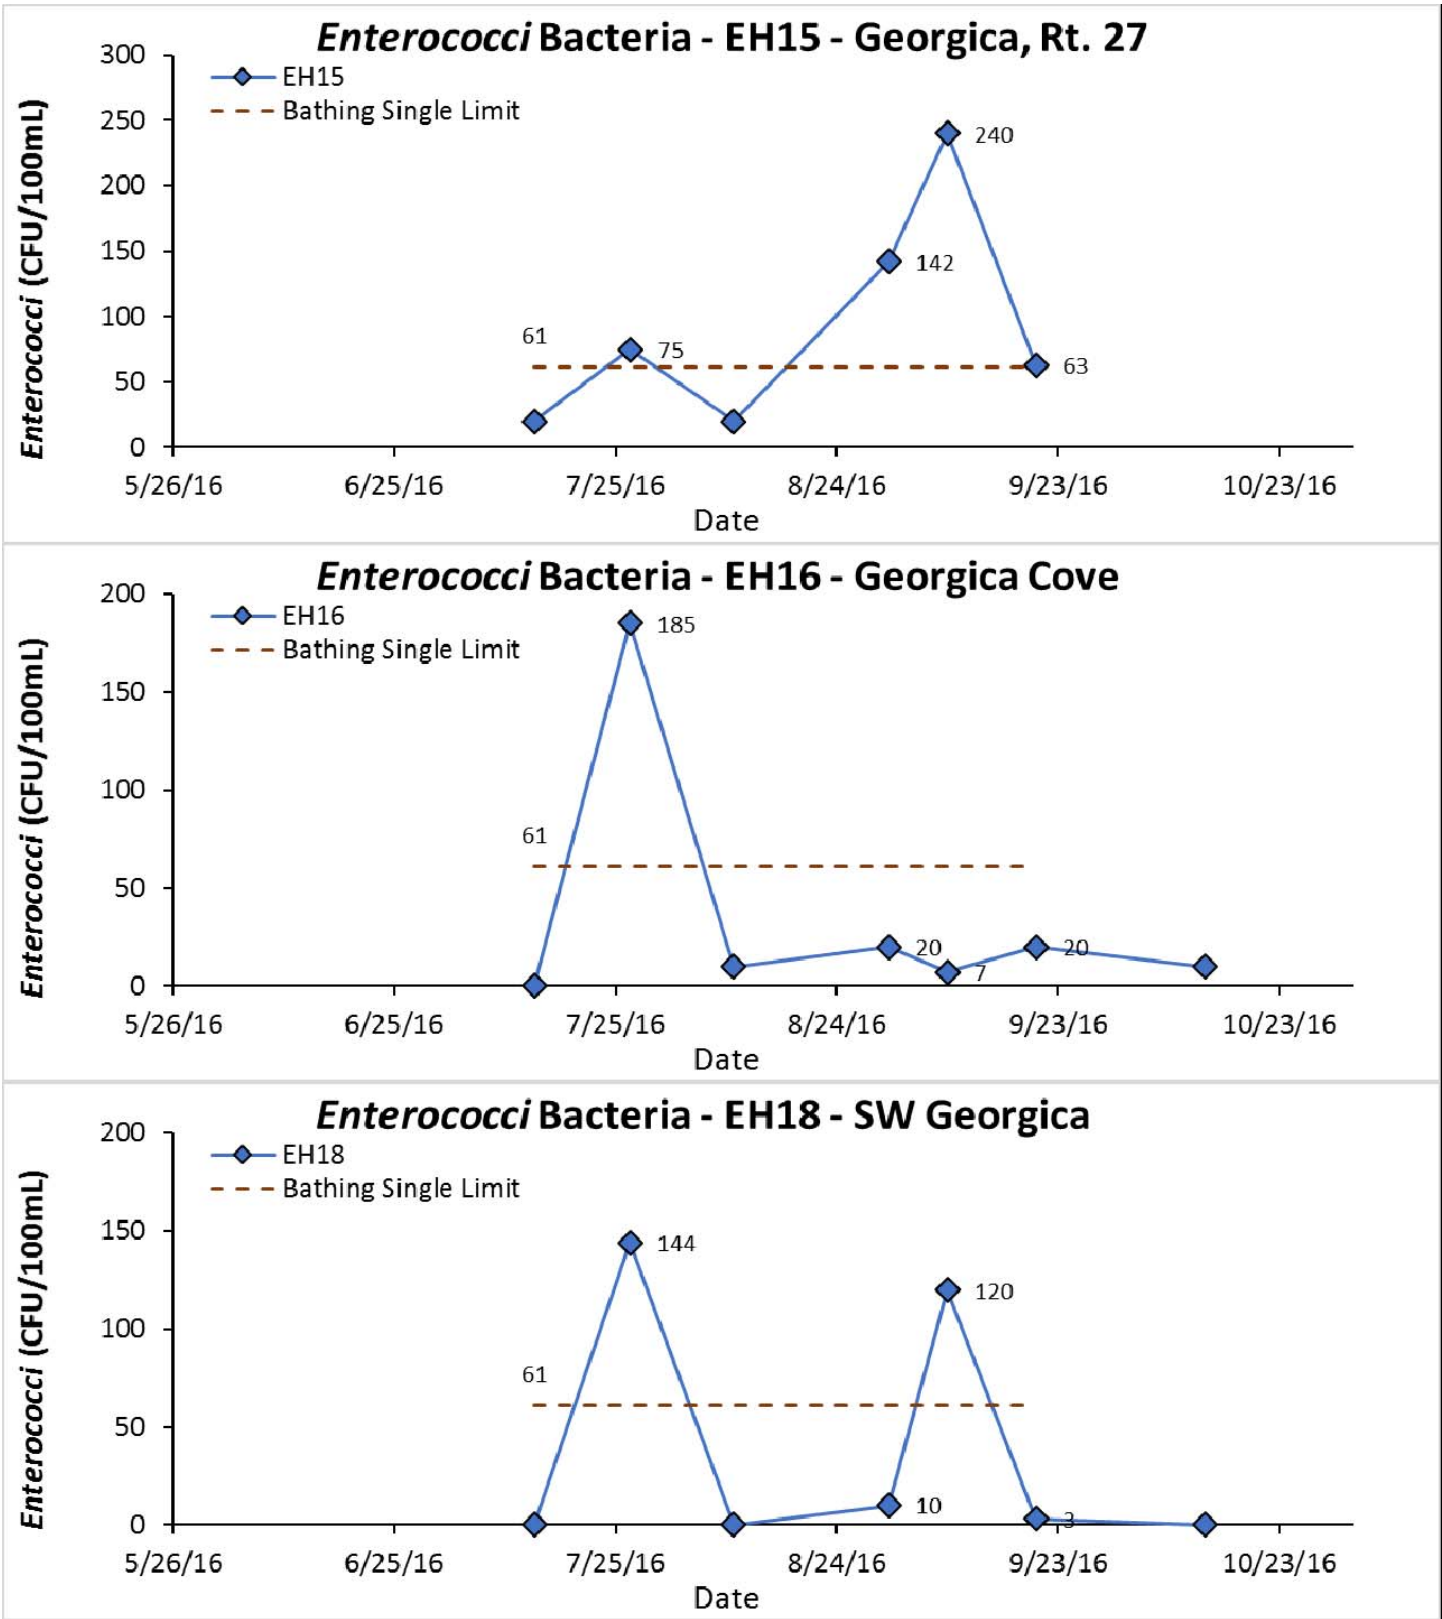 Enterococci Bacteria - EH15 - Georgica, Rt. 27
300
250
200
150
100
50
0
Enterococci (CFU/100mL)
EH15
Bathing Single Limit
61
75
142
240
63
5/26/16 6/25/16 7/25/16 8/24/16 9/23/16 10/23/16
Date
Enterococci Bacteria - EH16 - Georgica Cove
200
150
100
50
0
Enterococci (CFU/100mL)
EH16
Bathing Single Limit
61
185
20
7
20
5/26/16 6/25/16 7/25/16 8/24/16 9/23/16 10/23/16
Date
Enterococci Bacteria - EH18 - SW Georgica
200
150
100
50
0
Enterococci (CFU/100mL)
EH18
Bathing Single Limit
61
144
10
120
3
5/26/16 6/25/16 7/25/16 8/24/16 9/23/16 10/23/16
Date